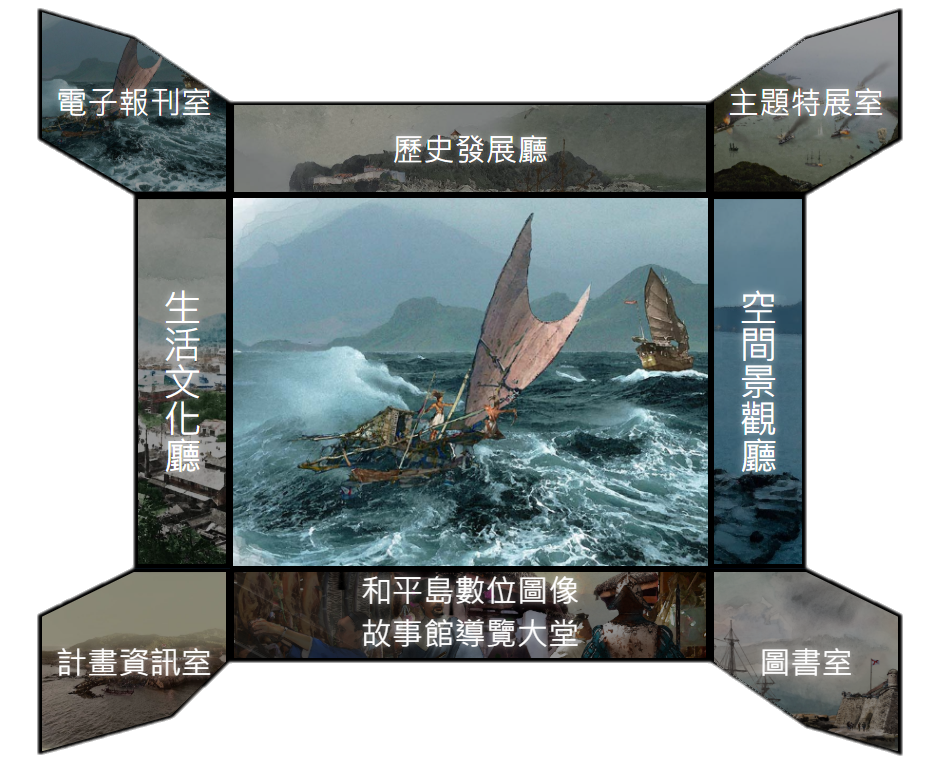 電子報刊室
主題特展室
歷史發展廳
生活文化廳
空間景觀廳
和平島數位圖像
故事館導覽大堂
計畫資訊室
圖書室